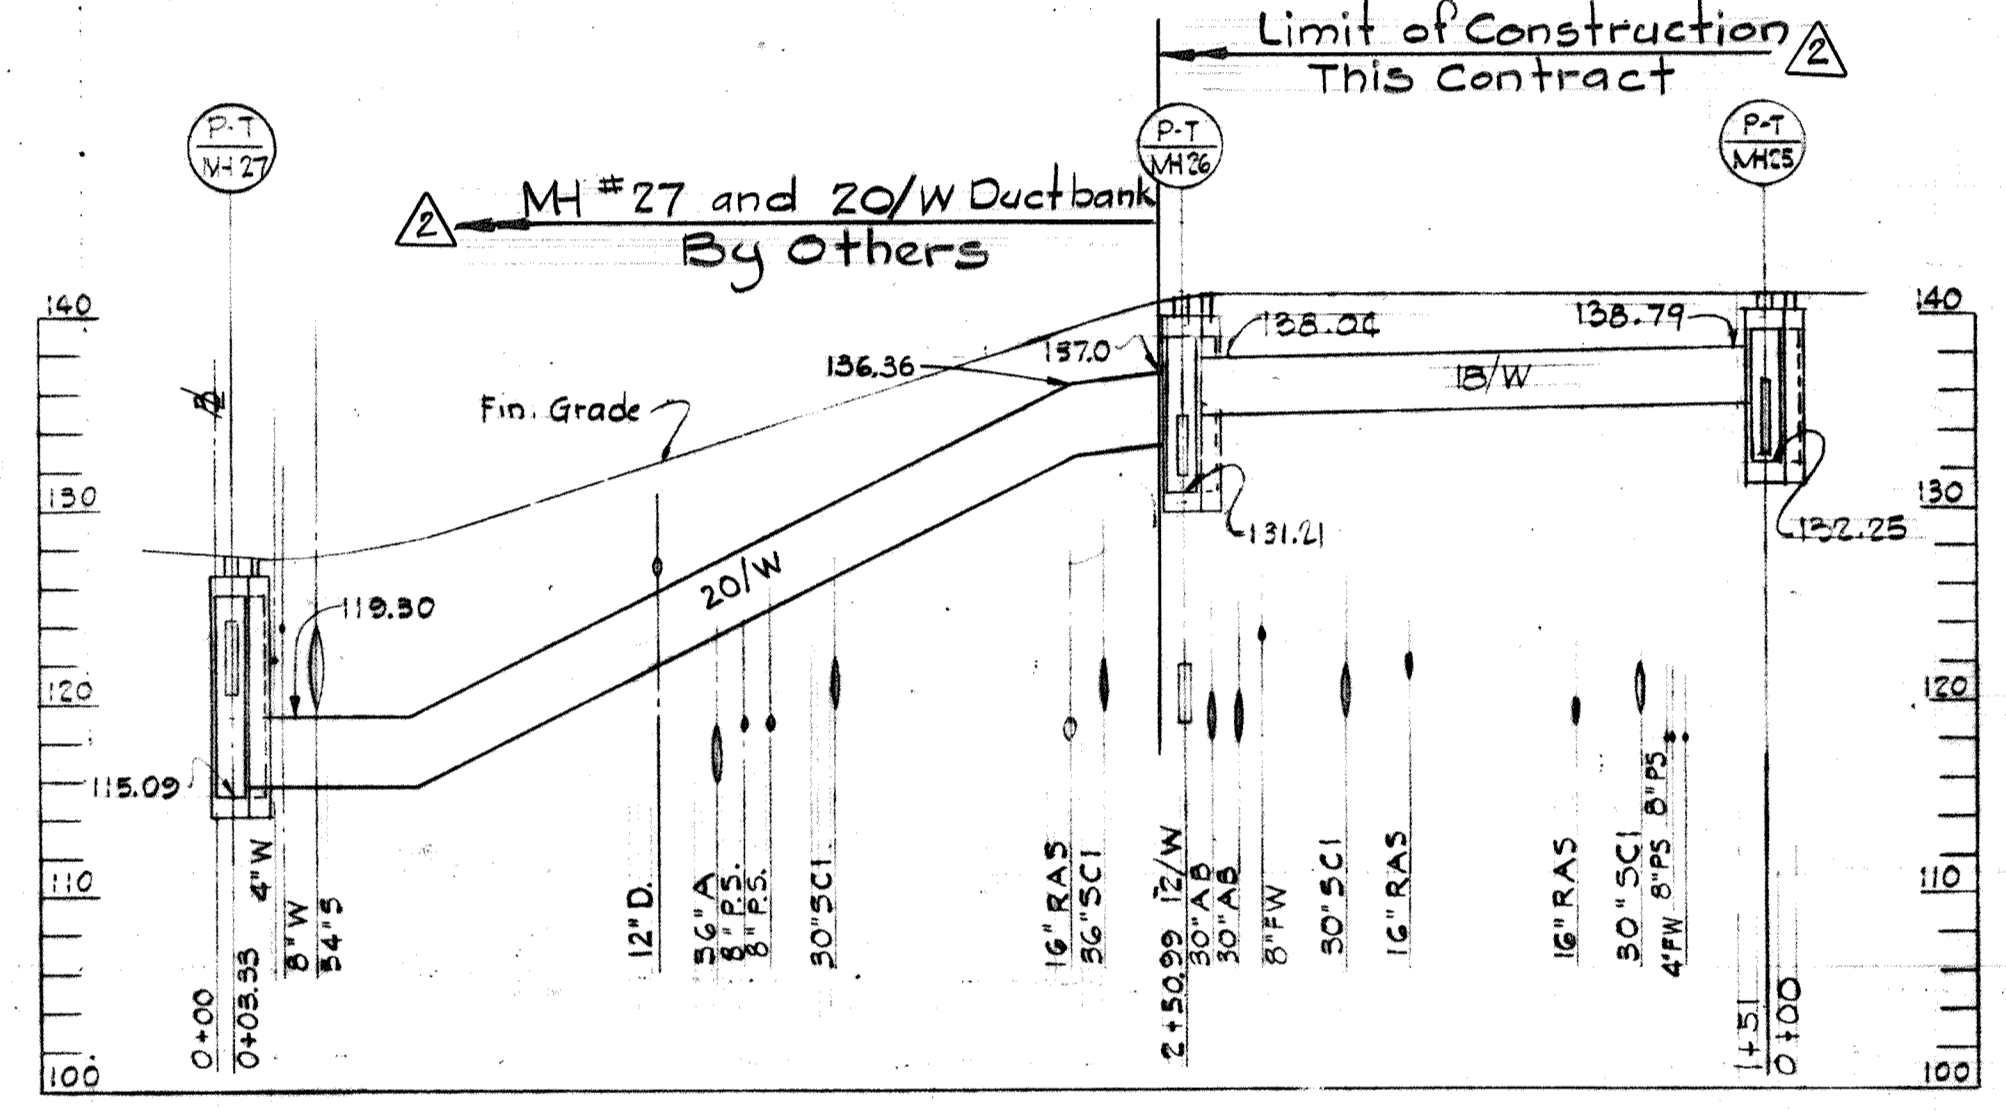 Limit of Construction
This Contract
2
P-T
MH 27
P-T
MH 26
P-T
MH25
MH #27 and 20/W Ductbank
By Others
2
140
130
120
110
100
140
130
120
110
100
Fin. Grade
136.36
137.0
138.04
138.79
18/W
20/W
119.30
115.09
131.21
132.25
0+00
0+03.33
4" W
8" W
54"S
12" D.
36" A
8" P.S.
8" P.S.
30"SCI.
16" RAS
36"SCI
2+50.99 12/W
30"AB
30"AB
8"FW
30"SCI
16" RAS
16" RAS
30" SCI
4"FW
8"PS
8"PS
1+51
0+00